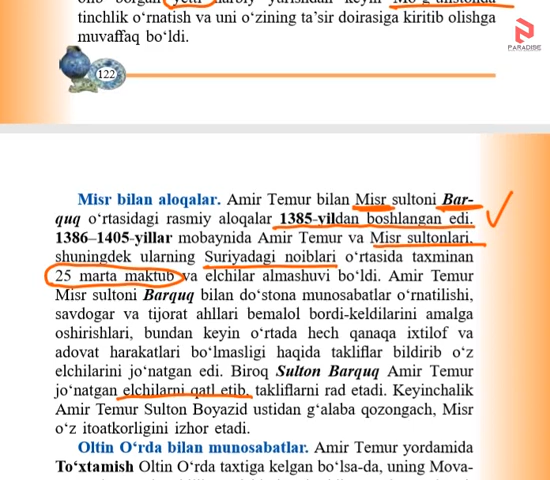 tinchlik o‘rnatish va uni o‘zining ta’sir doirasiga kiritib olishga
muvaffaq bo‘ldi.
PARADISE
122
Misr bilan aloqalar. Amir Temur bilan Misr sultoni Bar-
quq o‘rtasidagi rasmiy aloqalar 1385-yildan boshlangan edi.
1386–1405-yillar mobaynida Amir Temur va Misr sultonlari,
shuningdek ularning Suriyadagi noiblari o‘rtasida taxminan
25 marta maktub va elchilar almashuvi bo‘ldi. Amir Temur
Misr sultoni Barquq bilan do‘stona munosabatlar o‘rnatilishi,
savdogar va tijorat ahllari bemalol bordi-keldilarini amalga
oshirishlari, bundan keyin o‘rtada hech qanaqa ixtilof va
adovat harakatlari bo‘lmasligi haqida takliflar bildirib o‘z
elchilarini jo‘natgan edi. Biroq Sulton Barquq Amir Temur
jo‘natgan elchilarni qatl etib, takliflarni rad etadi. Keyinchalik
Amir Temur Sulton Boyazid ustidan g‘alaba qozongach, Misr
o‘z itoatkorligini izhor etadi.
Oltin O‘rda bilan munosabatlar. Amir Temur yordamida
To‘xtamish Oltin O‘rda taxtiga kelgan bo‘lsa-da, uning Mova-